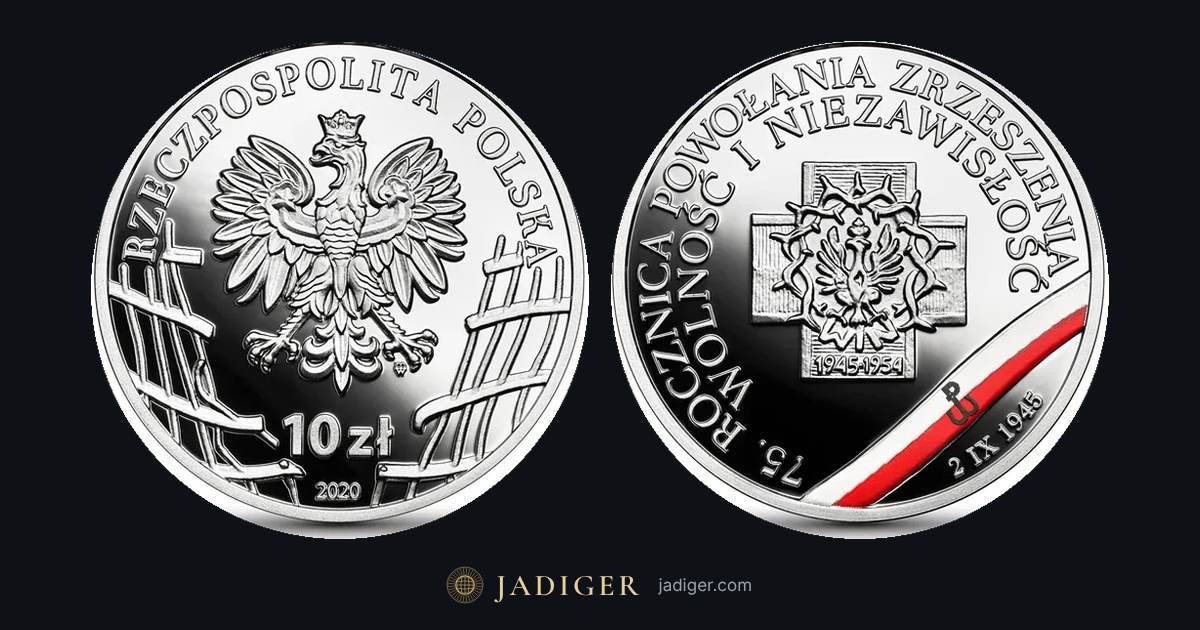 RZECZPOSPOLITA POLSKA
10 zł
2020
75. ROCZNICA POWOŁANIA ZRZESZENIA
WOLNOŚĆ I NIEZAWISŁOŚĆ
1945-1954
2 IX 1945
JADIGER jadiger.com